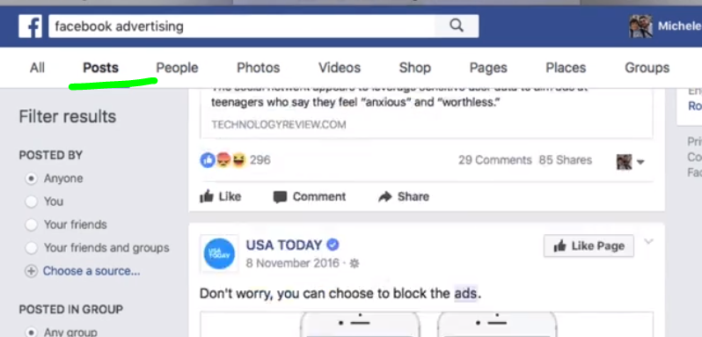 facebook advertising
Michele
All Posts People Photos Videos Shop Pages Places Groups
Filter results
POSTED BY
Anyone
You
Your friends
Your friends and groups
Choose a source...
POSTED IN GROUP
Any group
teenagers who say they feel "anxious" and "worthless."
TECHNOLOGYREVIEW.COM
296 29 Comments 85 Shares
Like Comment Share
USA TODAY
USA TODAY
Like Page
8 November 2016
Don't worry, you can choose to block the ads.
En
Ro
Pri
Co